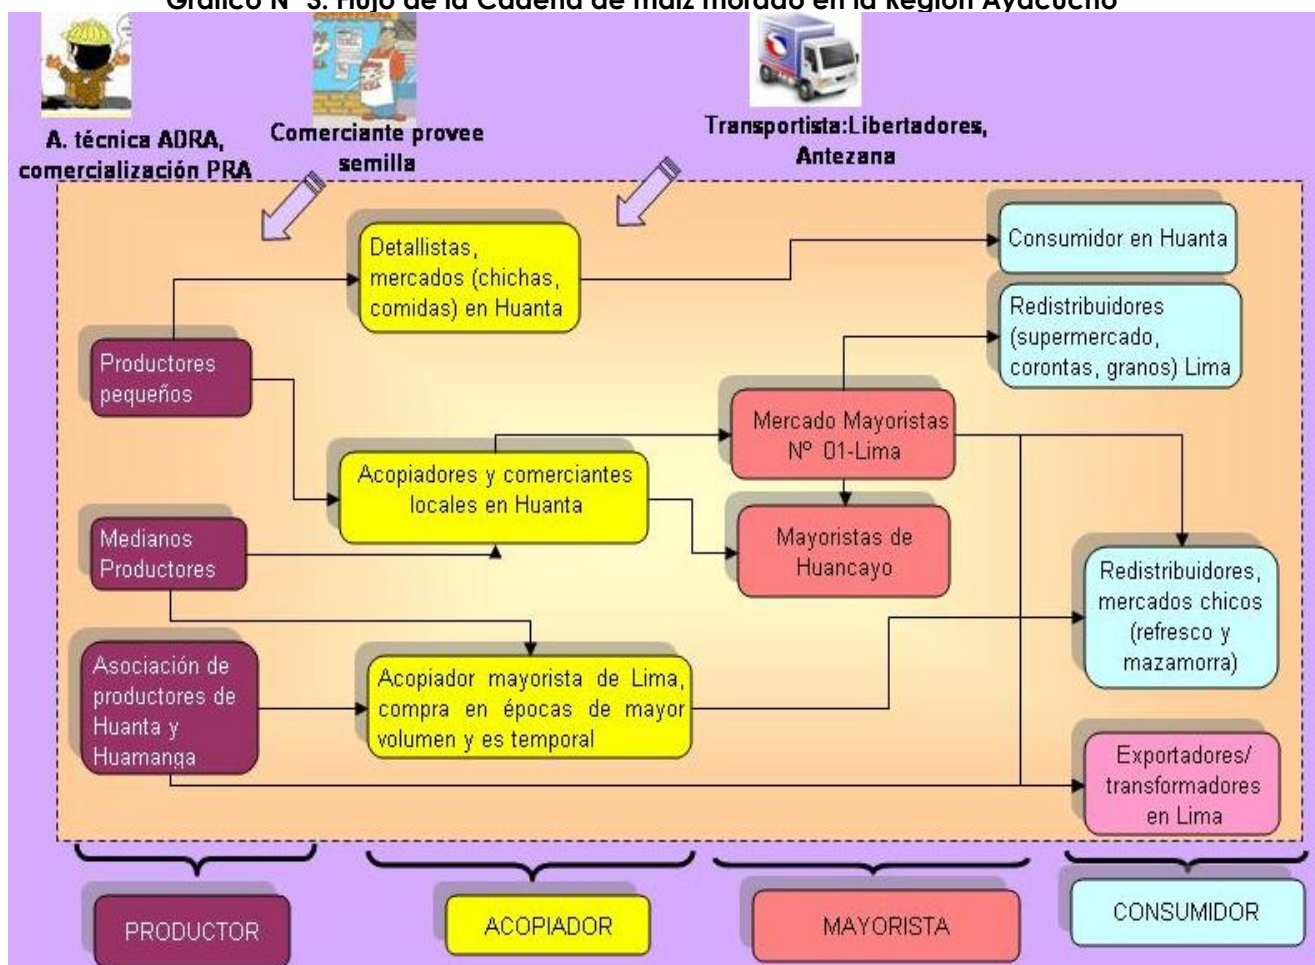 Gráfico Nº 3. Flujo de la Cadena de maíz morado en la Región Ayacucho
A. técnica ADRA,
comercialización PRA
Comerciante provee
semilla
Transportista:Libertadores,
Antezana
Detallistas,
mercados (chichas,
comidas) en Huanta
Consumidor en Huanta
Redistribuidores
(supermercado,
corontas, granos) Lima
Productores
pequeños
Mercado Mayoristas
Nº 01-Lima
Acopiadores y comerciantes
locales en Huanta
Medianos
Productores
Mayoristas de
Huancayo
Redistribuidores,
mercados chicos
(refresco y
mazamorra)
Asociación de
productores de
Huanta y
Huamanga
Acopiador mayorista de Lima,
compra en épocas de mayor
volumen y es temporal
Exportadores/
transformadores
en Lima
PRODUCTOR
ACOPIADOR
MAYORISTA
CONSUMIDOR